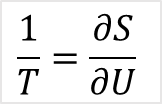 1/T = ∂S/∂U